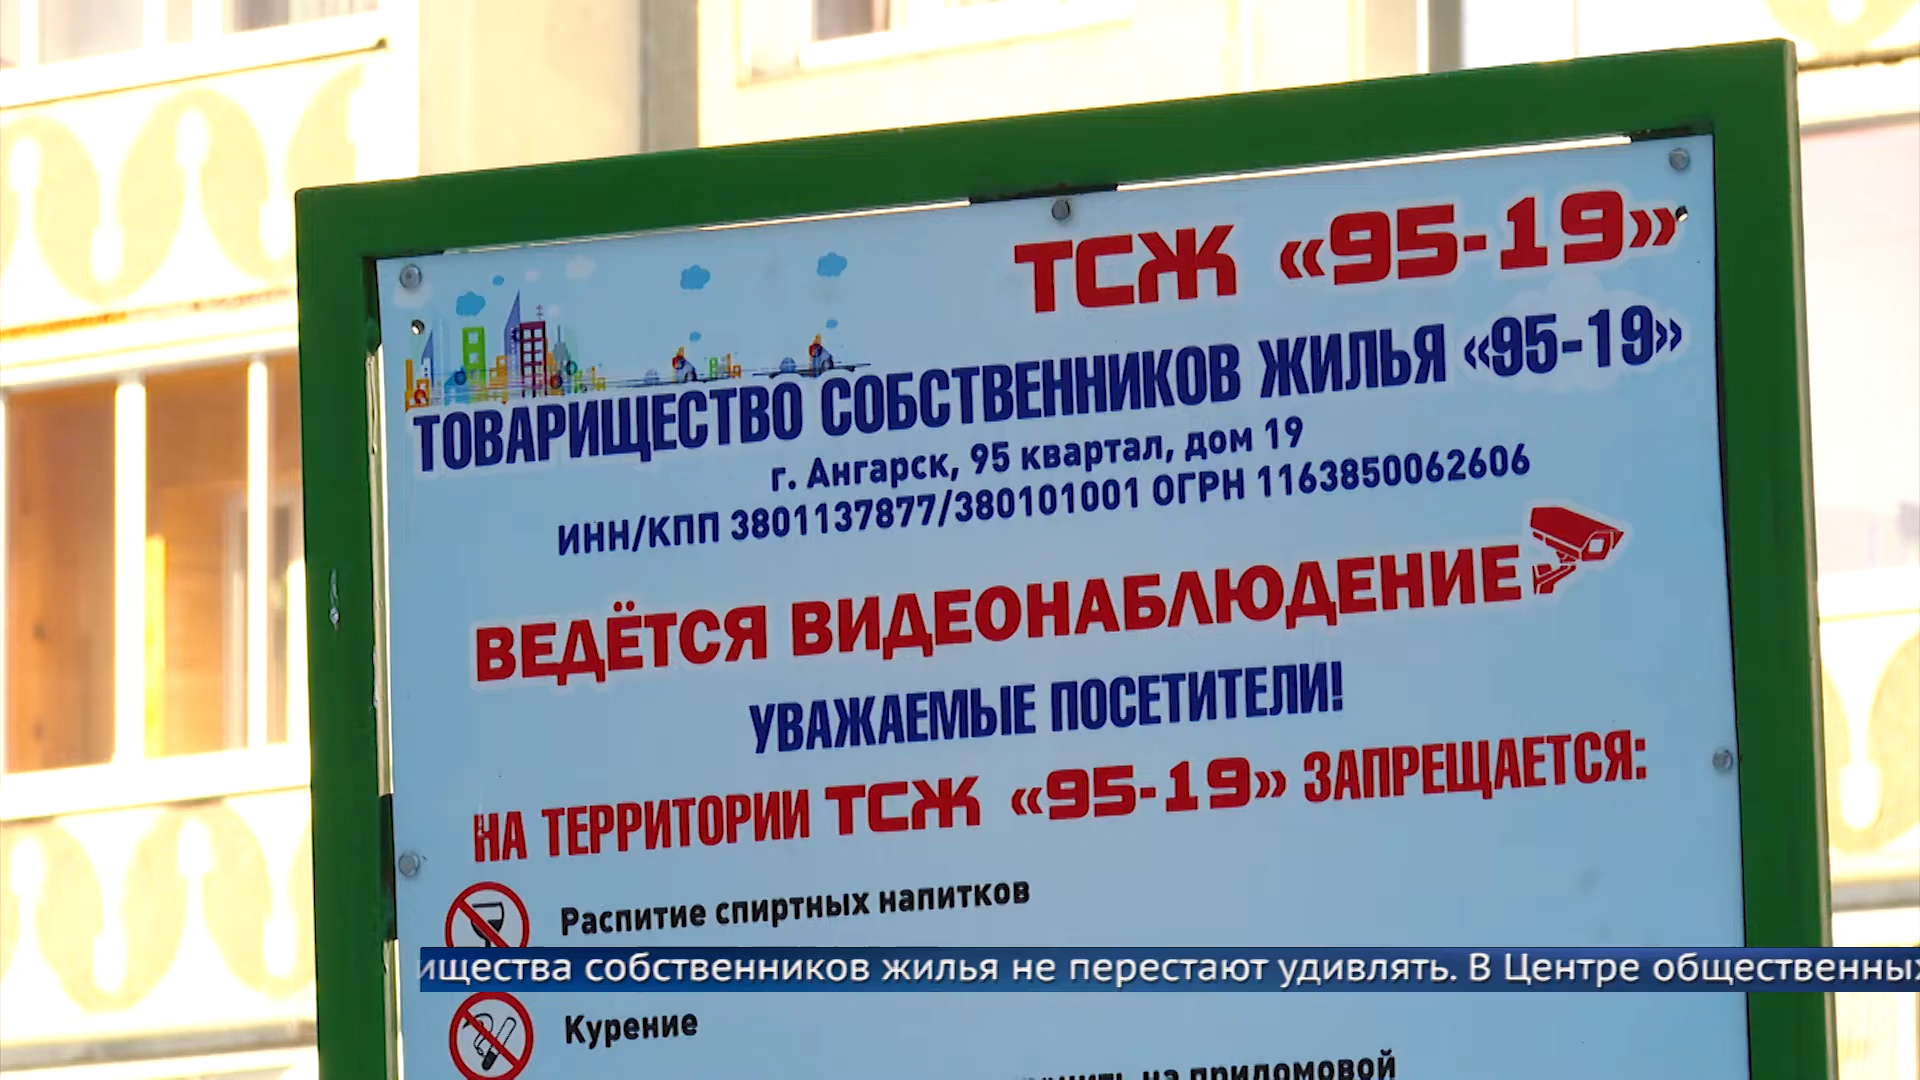 ТСЖ «95-19»
ТОВАРИЩЕСТВО СОБСТВЕННИКОВ ЖИЛЬЯ «95-19»
г. Ангарск, 95 квартал, дом 19
ИНН/КПП 3801137877/380101001 ОГРН 1163850062606
ВЕДЁТСЯ ВИДЕОНАБЛЮДЕНИЕ
УВАЖАЕМЫЕ ПОСЕТИТЕЛИ!
НА ТЕРРИТОРИИ ТСЖ «95-19» ЗАПРЕЩАЕТСЯ:
Распитие спиртных напитков
ищества собственников жилья не перестают удивлять. В Центре общественных
Курение
на придомовой